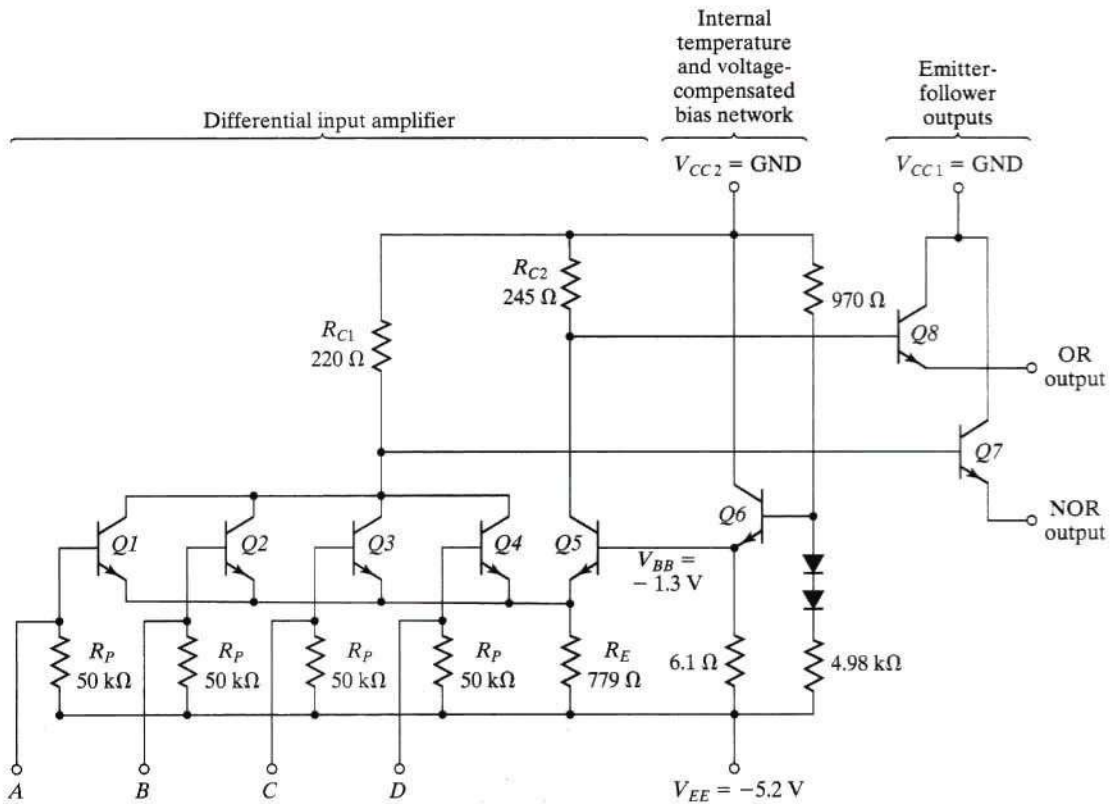 Internal
temperature
and voltage-
compensated
bias network
Emitter-
follower
outputs
Differential input amplifier
V_CC2 = GND
V_CC1 = GND
R_C2
245 Ω
970 Ω
R_C1
220 Ω
Q8
OR
output
Q7
NOR
output
Q1
Q2
Q3
Q4
Q5
Q6
V_BB =
− 1.3 V
R_P
50 kΩ
R_P
50 kΩ
R_P
50 kΩ
R_P
50 kΩ
R_E
779 Ω
6.1 Ω
4.98 kΩ
A
B
C
D
V_EE = −5.2 V